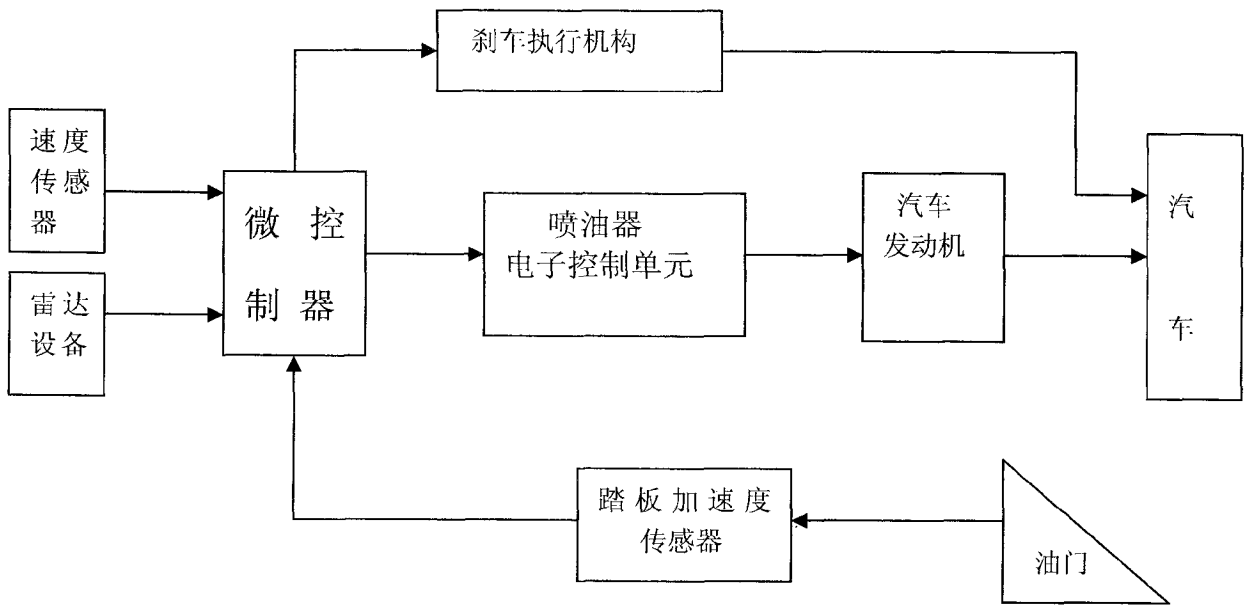 刹车执行机构
速度
传感
器
微控
制器
喷油器
电子控制单元
汽车
发动机
汽
车
雷达
设备
踏板加速度
传感器
油门